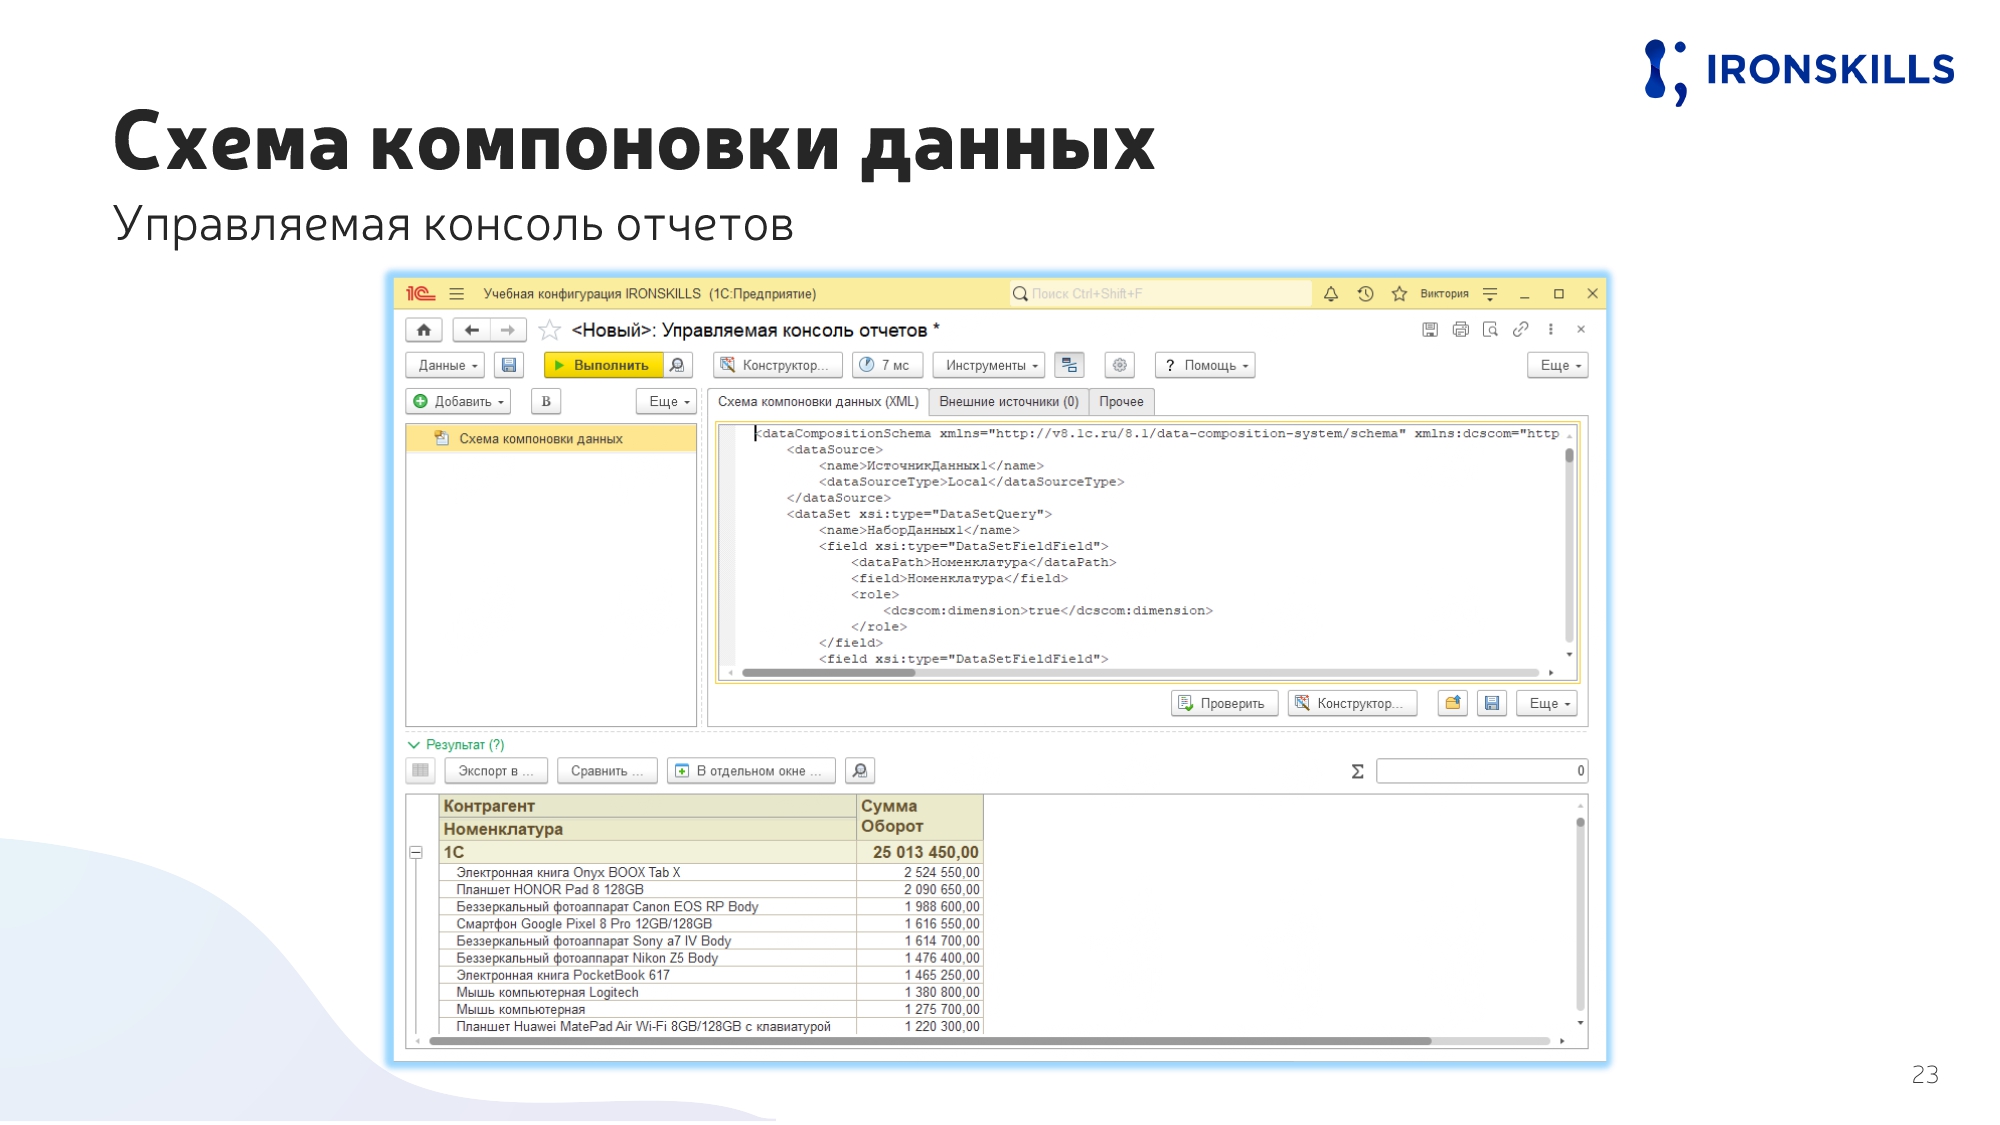 IRONSKILLS
Схема компоновки данных
Управляемая консоль отчетов
1С Учебная конфигурация IRONSKILLS (1С:Предприятие) Поиск Ctrl+Shift+F Виктория
<Новый>: Управляемая консоль отчетов *
Данные Выполнить Конструктор... 7 мс Инструменты ? Помощь Еще
Добавить В Еще Схема компоновки данных (XML) Внешние источники (0) Прочее
Схема компоновки данных
<dataCompositionSchema xmlns="http://v8.1c.ru/8.1/data-composition-system/schema" xmlns:dcscom="http
<dataSource>
<name>ИсточникДанных1</name>
<dataSourceType>Local</dataSourceType>
</dataSource>
<dataSet xsi:type="DataSetQuery">
<name>НаборДанных1</name>
<field xsi:type="DataSetFieldField">
<dataPath>Номенклатура</dataPath>
<field>Номенклатура</field>
<role>
<dcscom:dimension>true</dcscom:dimension>
</role>
</field>
<field xsi:type="DataSetFieldField">
Проверить Конструктор... Еще
Результат (?)
Экспорт в ... Сравнить ... В отдельном окне ... Σ 0
Контрагент Сумма
Номенклатура Оборот
1С 25 013 450,00
Электронная книга Onyx BOOX Tab X 2 524 550,00
Планшет HONOR Pad 8 128GB 2 090 650,00
Беззеркальный фотоаппарат Canon EOS RP Body 1 988 600,00
Смартфон Google Pixel 8 Pro 12GB/128GB 1 616 550,00
Беззеркальный фотоаппарат Sony a7 IV Body 1 614 700,00
Беззеркальный фотоаппарат Nikon Z5 Body 1 476 400,00
Электронная книга PocketBook 617 1 465 250,00
Мышь компьютерная Logitech 1 380 800,00
Мышь компьютерная 1 275 700,00
Планшет Huawei MatePad Air Wi-Fi 8GB/128GB с клавиатурой 1 220 300,00
23